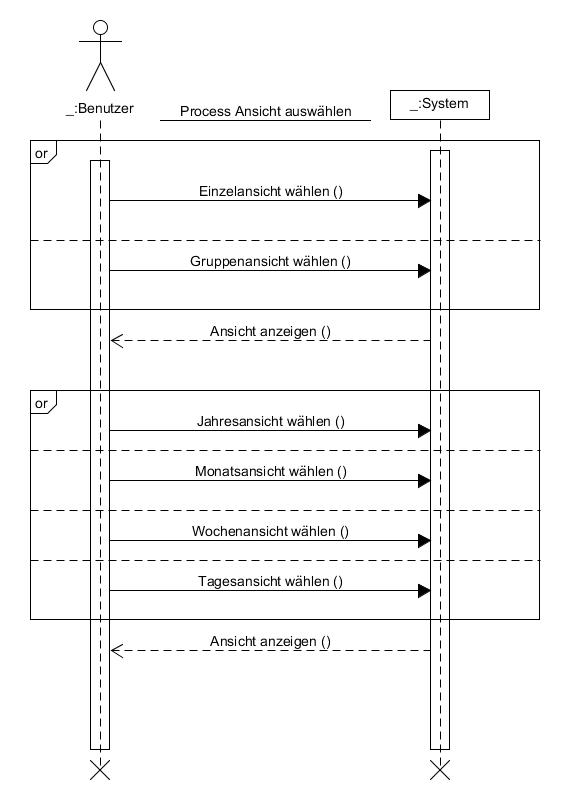 _:Benutzer
Process Ansicht auswählen
_:System
or
Einzelansicht wählen ()
Gruppenansicht wählen ()
Ansicht anzeigen ()
or
Jahresansicht wählen ()
Monatsansicht wählen ()
Wochenansicht wählen ()
Tagesansicht wählen ()
Ansicht anzeigen ()